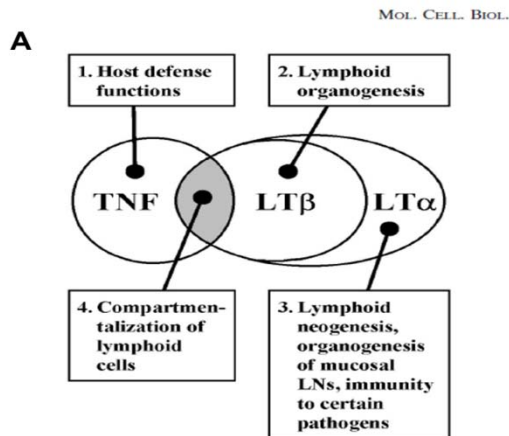 MOL. CELL. BIOL.
A
1. Host defense
functions
2. Lymphoid
organogenesis
TNF
LTβ
LTα
4. Compartmen-
talization of
lymphoid
cells
3. Lymphoid
neogenesis,
organogenesis
of mucosal
LNs, immunity
to certain
pathogens